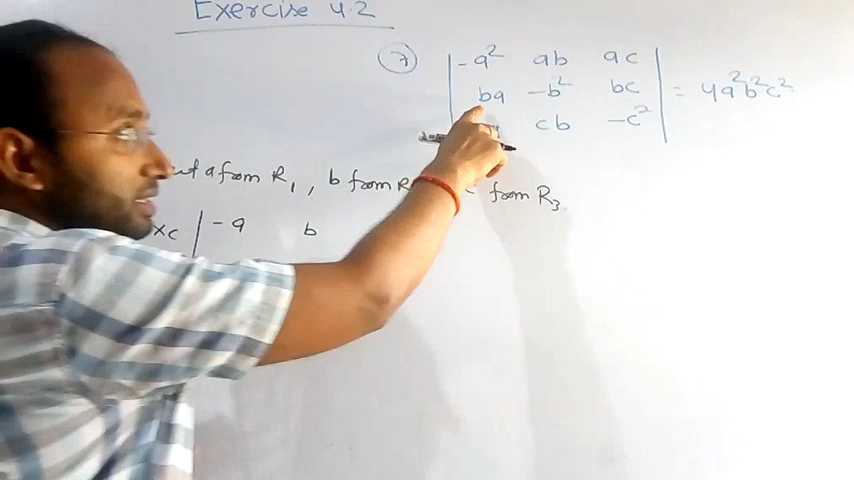 Exercise 4.2
7 | -a² ab ac |
| ba -b² bc | = 4a²b²c²
cb -c² |
a from R₁, b from R c from R₃
xc | -a b